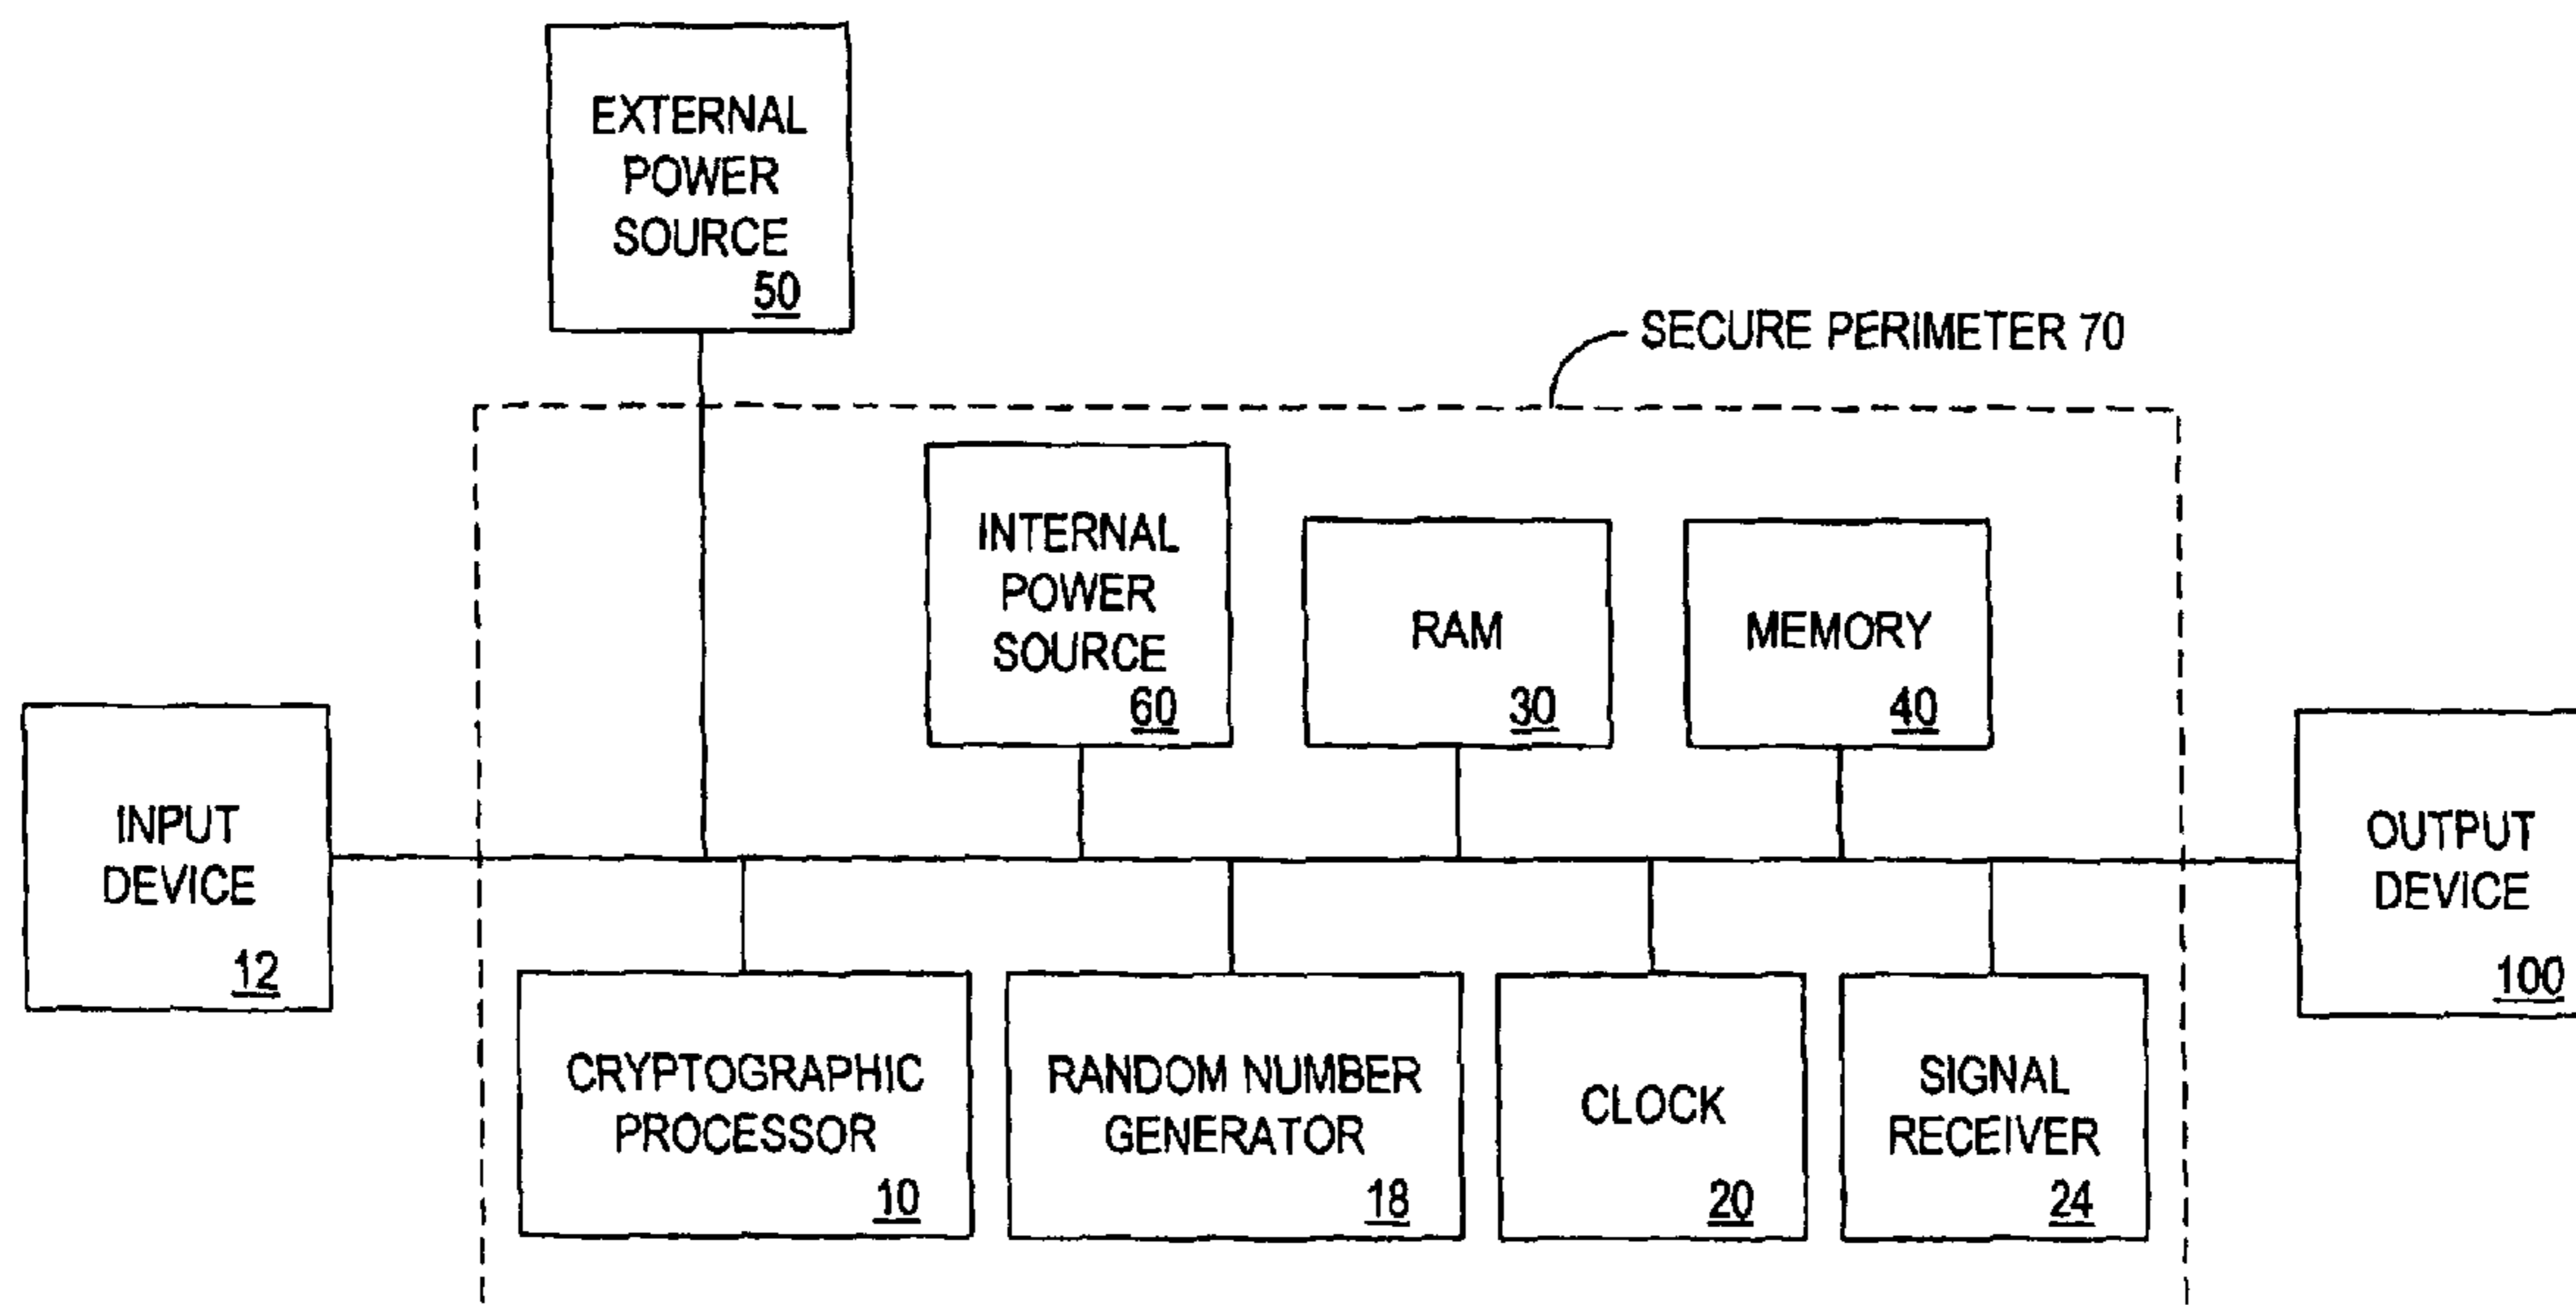 EXTERNAL
POWER
SOURCE
50
SECURE PERIMETER 70
INTERNAL
POWER
SOURCE
60
RAM
30
MEMORY
40
INPUT
DEVICE
12
OUTPUT
DEVICE
100
CRYPTOGRAPHIC
PROCESSOR
10
RANDOM NUMBER
GENERATOR
18
CLOCK
20
SIGNAL
RECEIVER
24